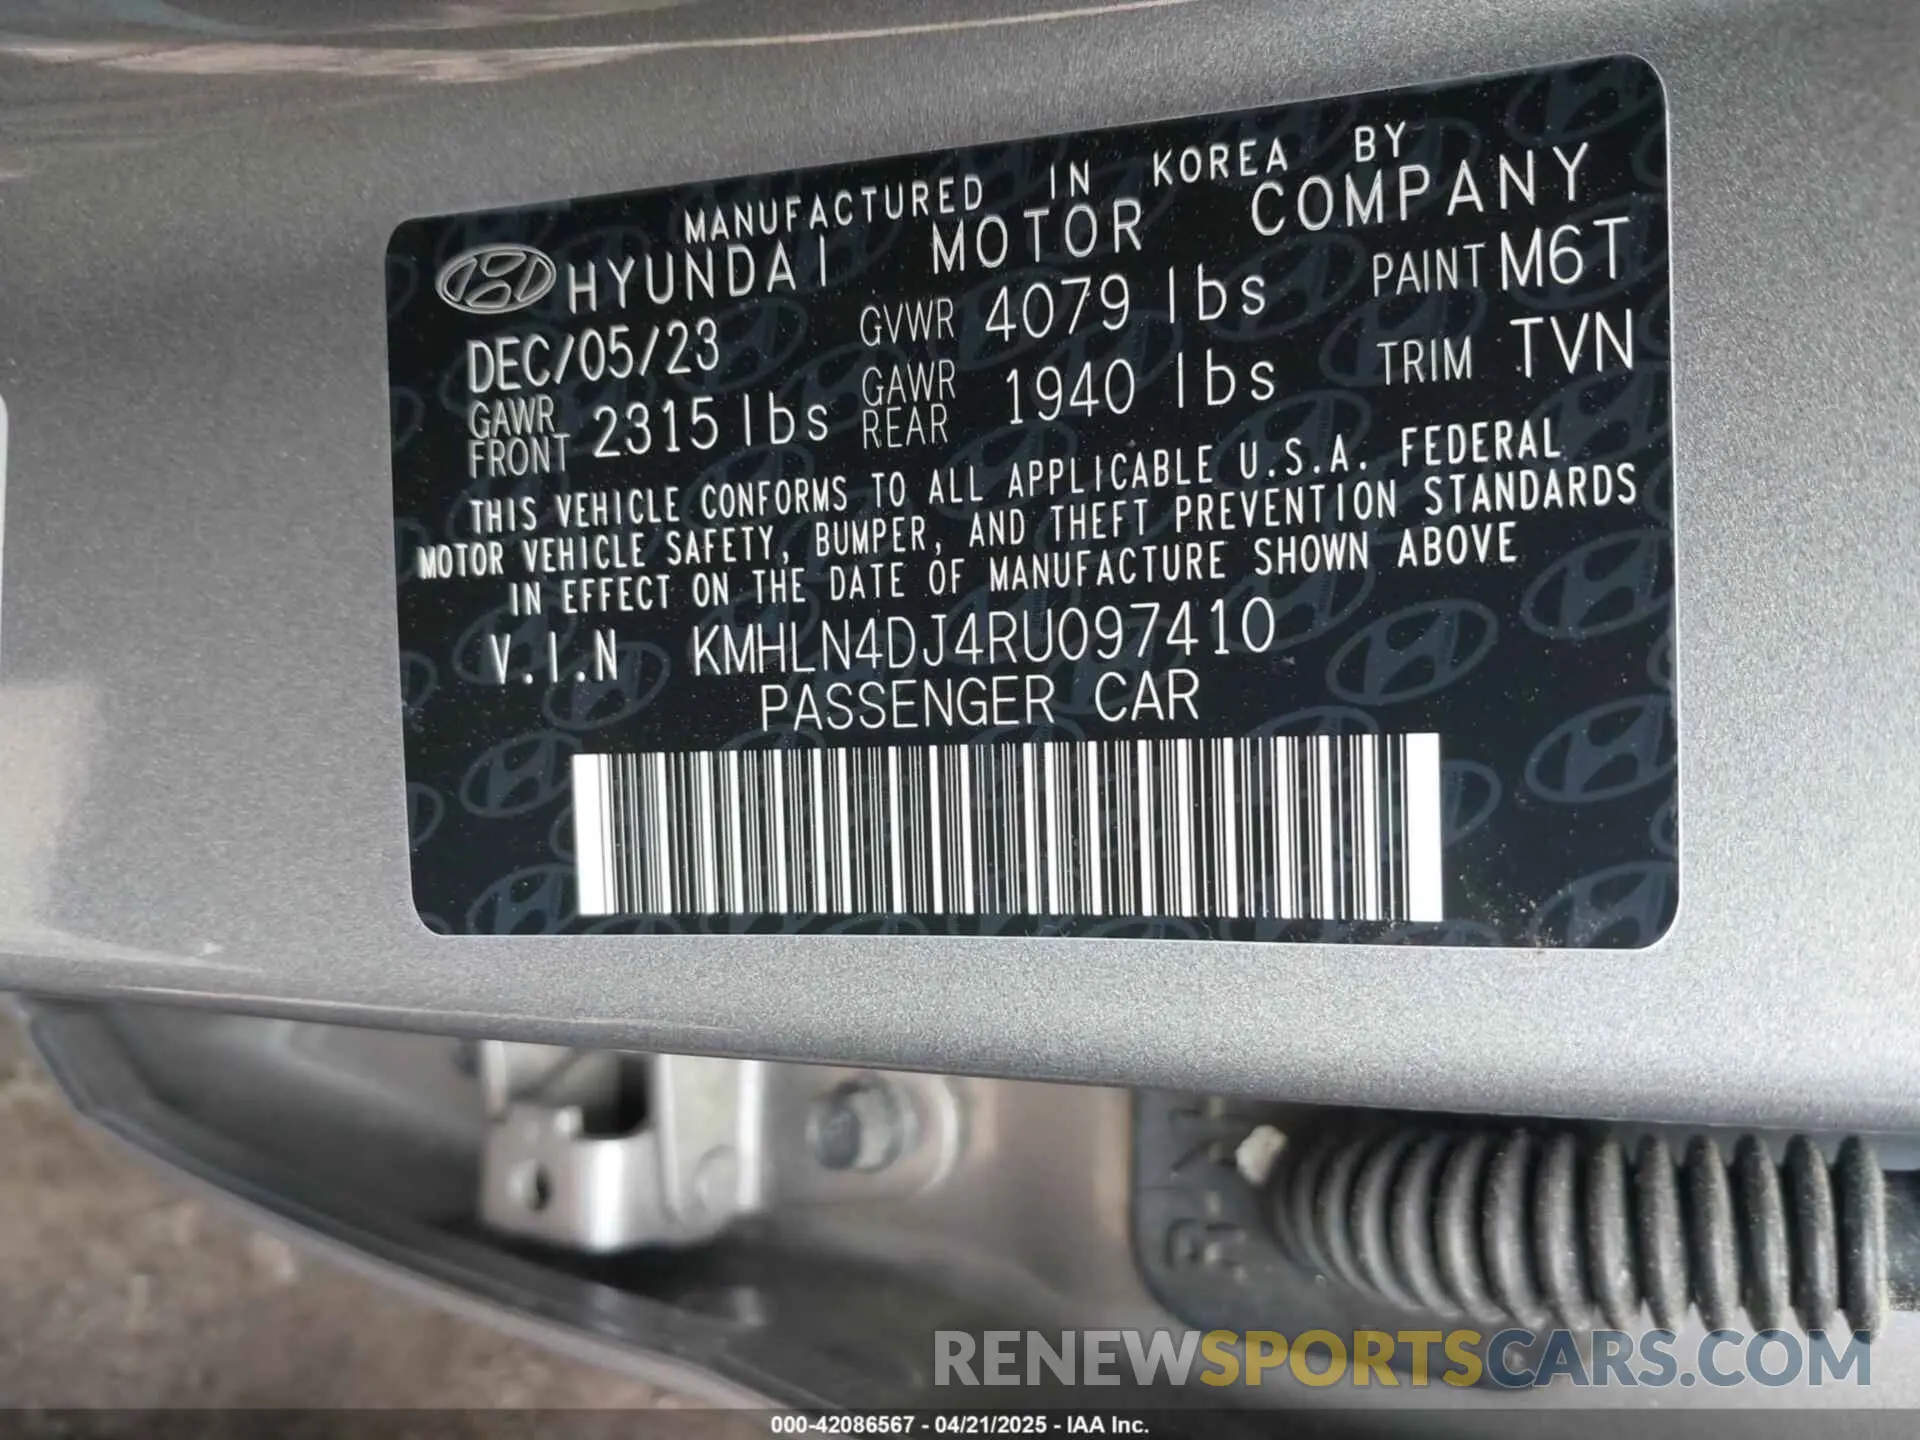 MANUFACTURED IN KOREA BY
HYUNDAI MOTOR COMPANY
DEC/05/23 GVWR 4079 lbs PAINT M6T
GAWR FRONT 2315 lbs GAWR REAR 1940 lbs TRIM TVN
THIS VEHICLE CONFORMS TO ALL APPLICABLE U.S.A. FEDERAL
MOTOR VEHICLE SAFETY, BUMPER, AND THEFT PREVENTION STANDARDS
IN EFFECT ON THE DATE OF MANUFACTURE SHOWN ABOVE
V.I.N KMHLN4DJ4RU097410
PASSENGER CAR
RENEWSPORTSCARS.COM
000-42086567 - 04/21/2025 - IAA Inc.